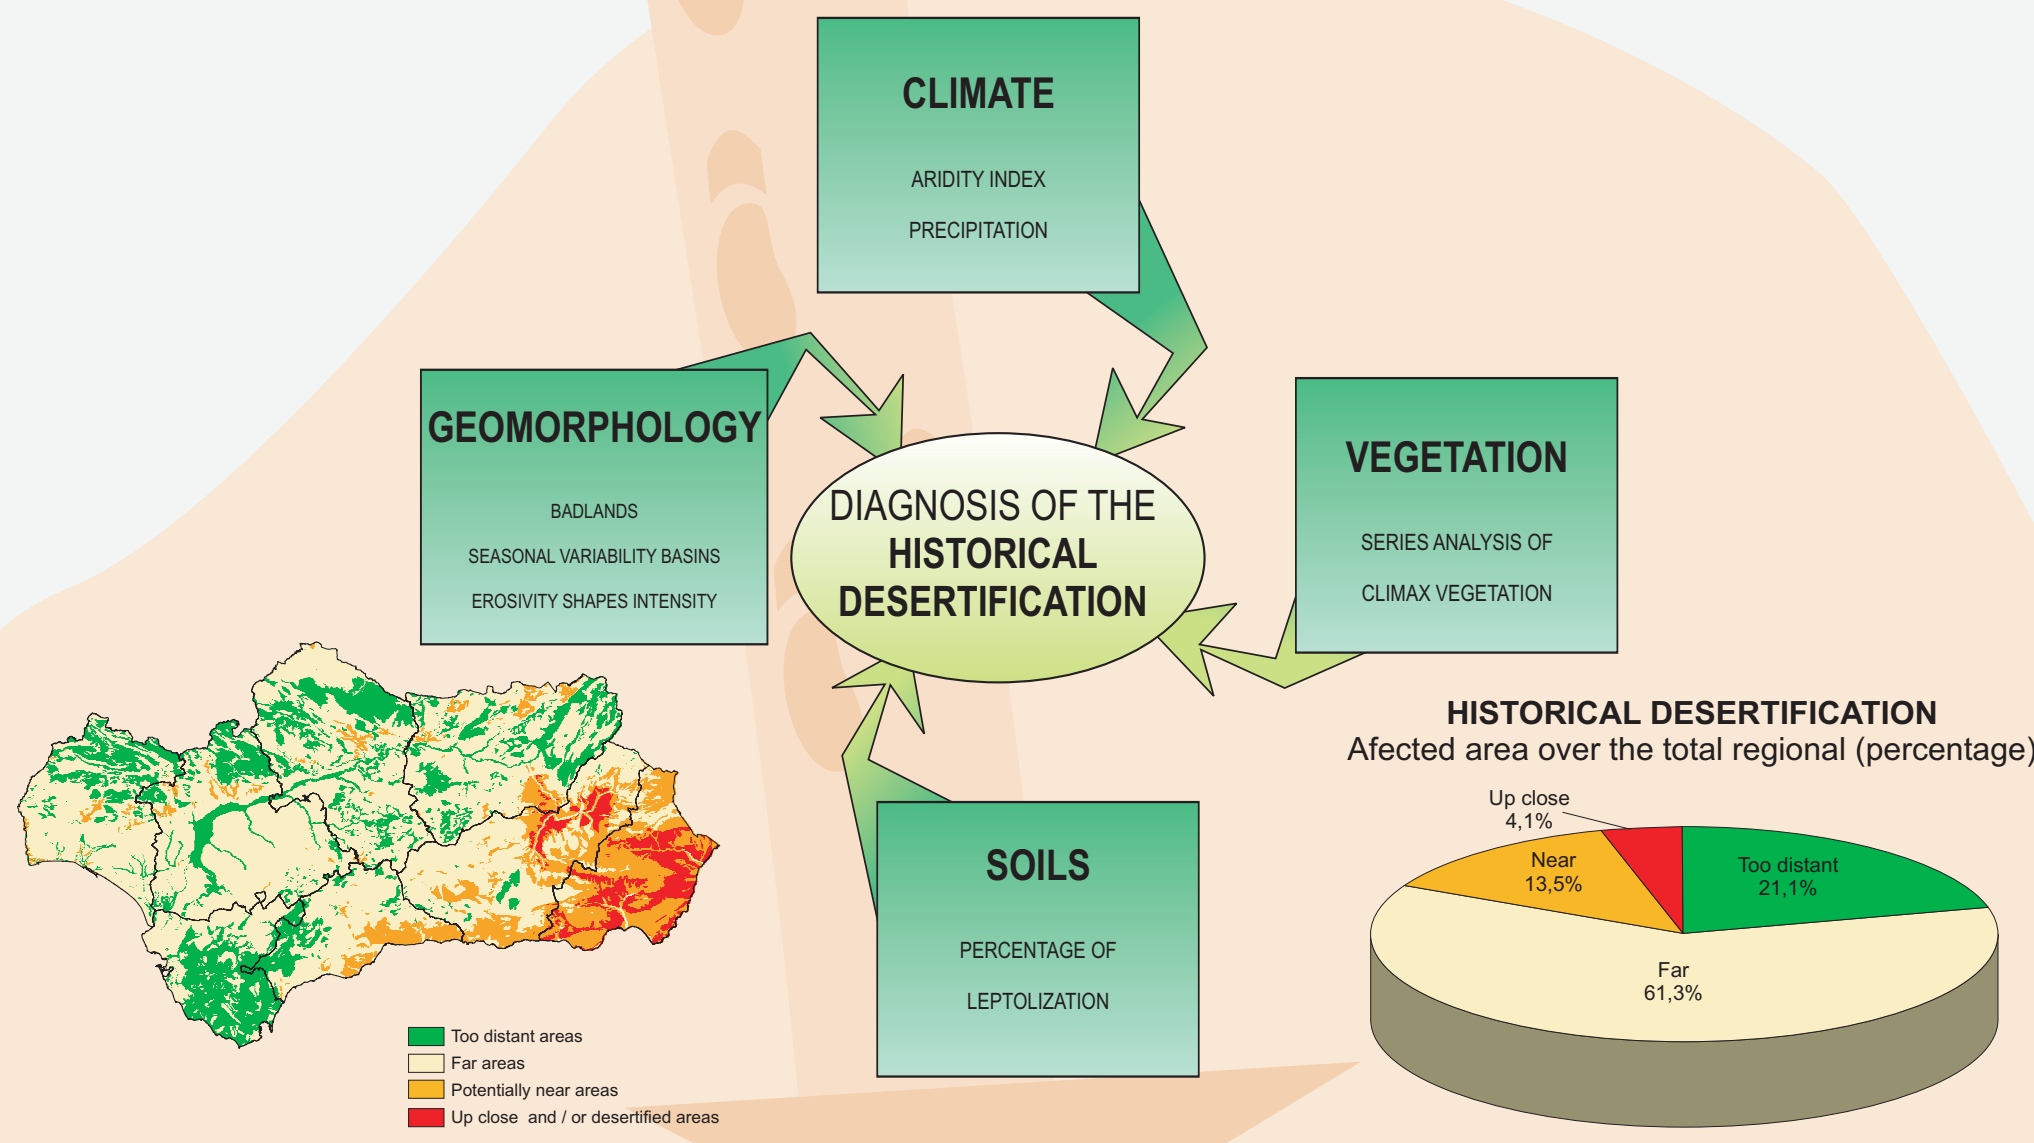 CLIMATE
ARIDITY INDEX
PRECIPITATION
GEOMORPHOLOGY
BADLANDS
SEASONAL VARIABILITY BASINS
EROSIVITY SHAPES INTENSITY
DIAGNOSIS OF THE
HISTORICAL
DESERTIFICATION
VEGETATION
SERIES ANALYSIS OF
CLIMAX VEGETATION
SOILS
PERCENTAGE OF
LEPTOLIZATION
Too distant areas
Far areas
Potentially near areas
Up close and / or desertified areas
HISTORICAL DESERTIFICATION
Afected area over the total regional (percentage)
Up close
4,1%
Near
13,5%
Too distant
21,1%
Far
61,3%